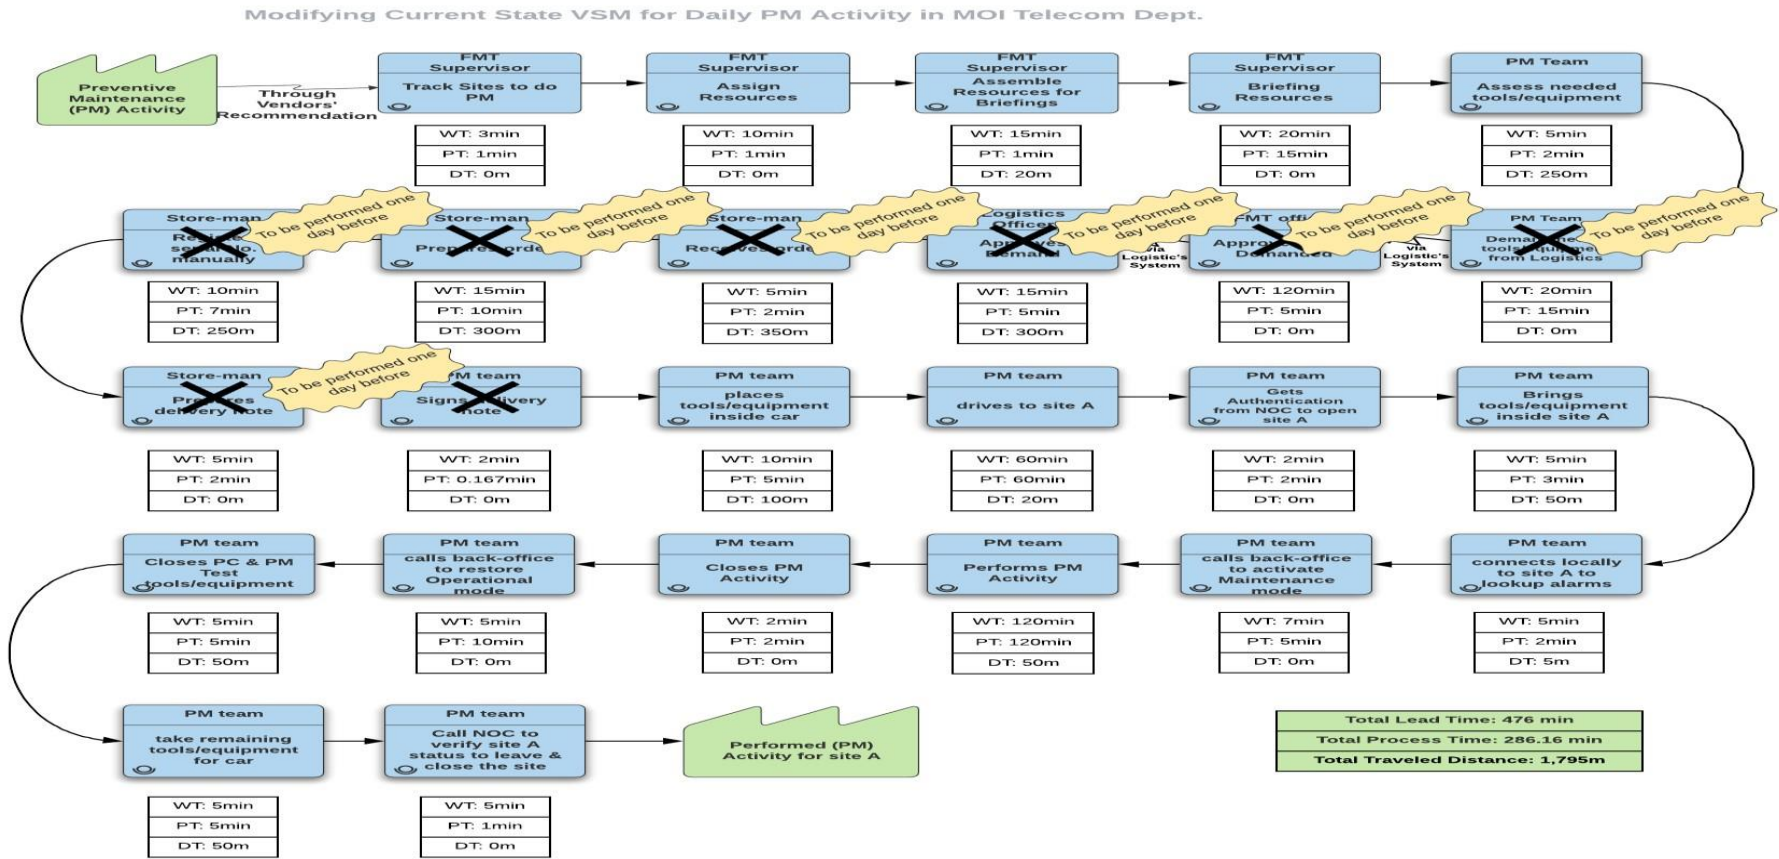 Modifying Current State VSM for Daily PM Activity in MOI Telecom Dept.
Preventive
Maintenance
(PM) Activity
Through
Vendors'
Recommendation
FMT
Supervisor
Track Sites to do
PM
WT: 3min
PT: 1min
DT: 0m
FMT
Supervisor
Assign
Resources
WT: 10min
PT: 1min
DT: 0m
FMT
Supervisor
Assemble
Resources for
Briefings
WT: 15min
PT: 1min
DT: 20m
FMT
Supervisor
Briefing
Resources
WT: 20min
PT: 15min
DT: 0m
PM Team
Assess needed
tools/equipment
WT: 5min
PT: 2min
DT: 250m
PM Team
from Logistics
To be performed one
day before
WT: 20min
PT: 15min
DT: 0m
via
Logistic's
System
To be performed one
day before
WT: 120min
PT: 5min
DT: 0m
via
Logistic's
System
Logistics
Officer
Demand
To be performed one
day before
WT: 15min
PT: 5min
DT: 300m
Store-man
To be performed one
day before
WT: 5min
PT: 2min
DT: 350m
Store-man
To be performed one
day before
WT: 15min
PT: 10min
DT: 300m
Store-man
manually
To be performed one
day before
WT: 10min
PT: 7min
DT: 250m
Store-man
Prepares
delivery note
To be performed one
day before
WT: 5min
PT: 2min
DT: 0m
PM team
Signs delivery
note
WT: 2min
PT: 0.167min
DT: 0m
PM team
places
tools/equipment
inside car
WT: 10min
PT: 5min
DT: 100m
PM team
drives to site A
WT: 60min
PT: 60min
DT: 20m
PM team
Gets
Authentication
from NOC to open
site A
WT: 2min
PT: 2min
DT: 0m
PM team
Brings
tools/equipment
inside site A
WT: 5min
PT: 3min
DT: 50m
PM team
connects locally
to site A to
lookup alarms
WT: 5min
PT: 2min
DT: 5m
PM team
calls back-office
to activate
Maintenance
mode
WT: 7min
PT: 5min
DT: 0m
PM team
Performs PM
Activity
WT: 120min
PT: 120min
DT: 50m
PM team
Closes PM
Activity
WT: 2min
PT: 2min
DT: 0m
PM team
calls back-office
to restore
Operational
mode
WT: 5min
PT: 10min
DT: 0m
PM team
Closes PC & PM
Test
tools/equipment
WT: 5min
PT: 5min
DT: 50m
PM team
take remaining
tools/equipment
for car
WT: 5min
PT: 5min
DT: 50m
PM team
Call NOC to
verify site A
status to leave &
close the site
WT: 5min
PT: 1min
DT: 0m
Performed (PM)
Activity for site A
Total Lead Time: 476 min
Total Process Time: 286.16 min
Total Traveled Distance: 1,795m